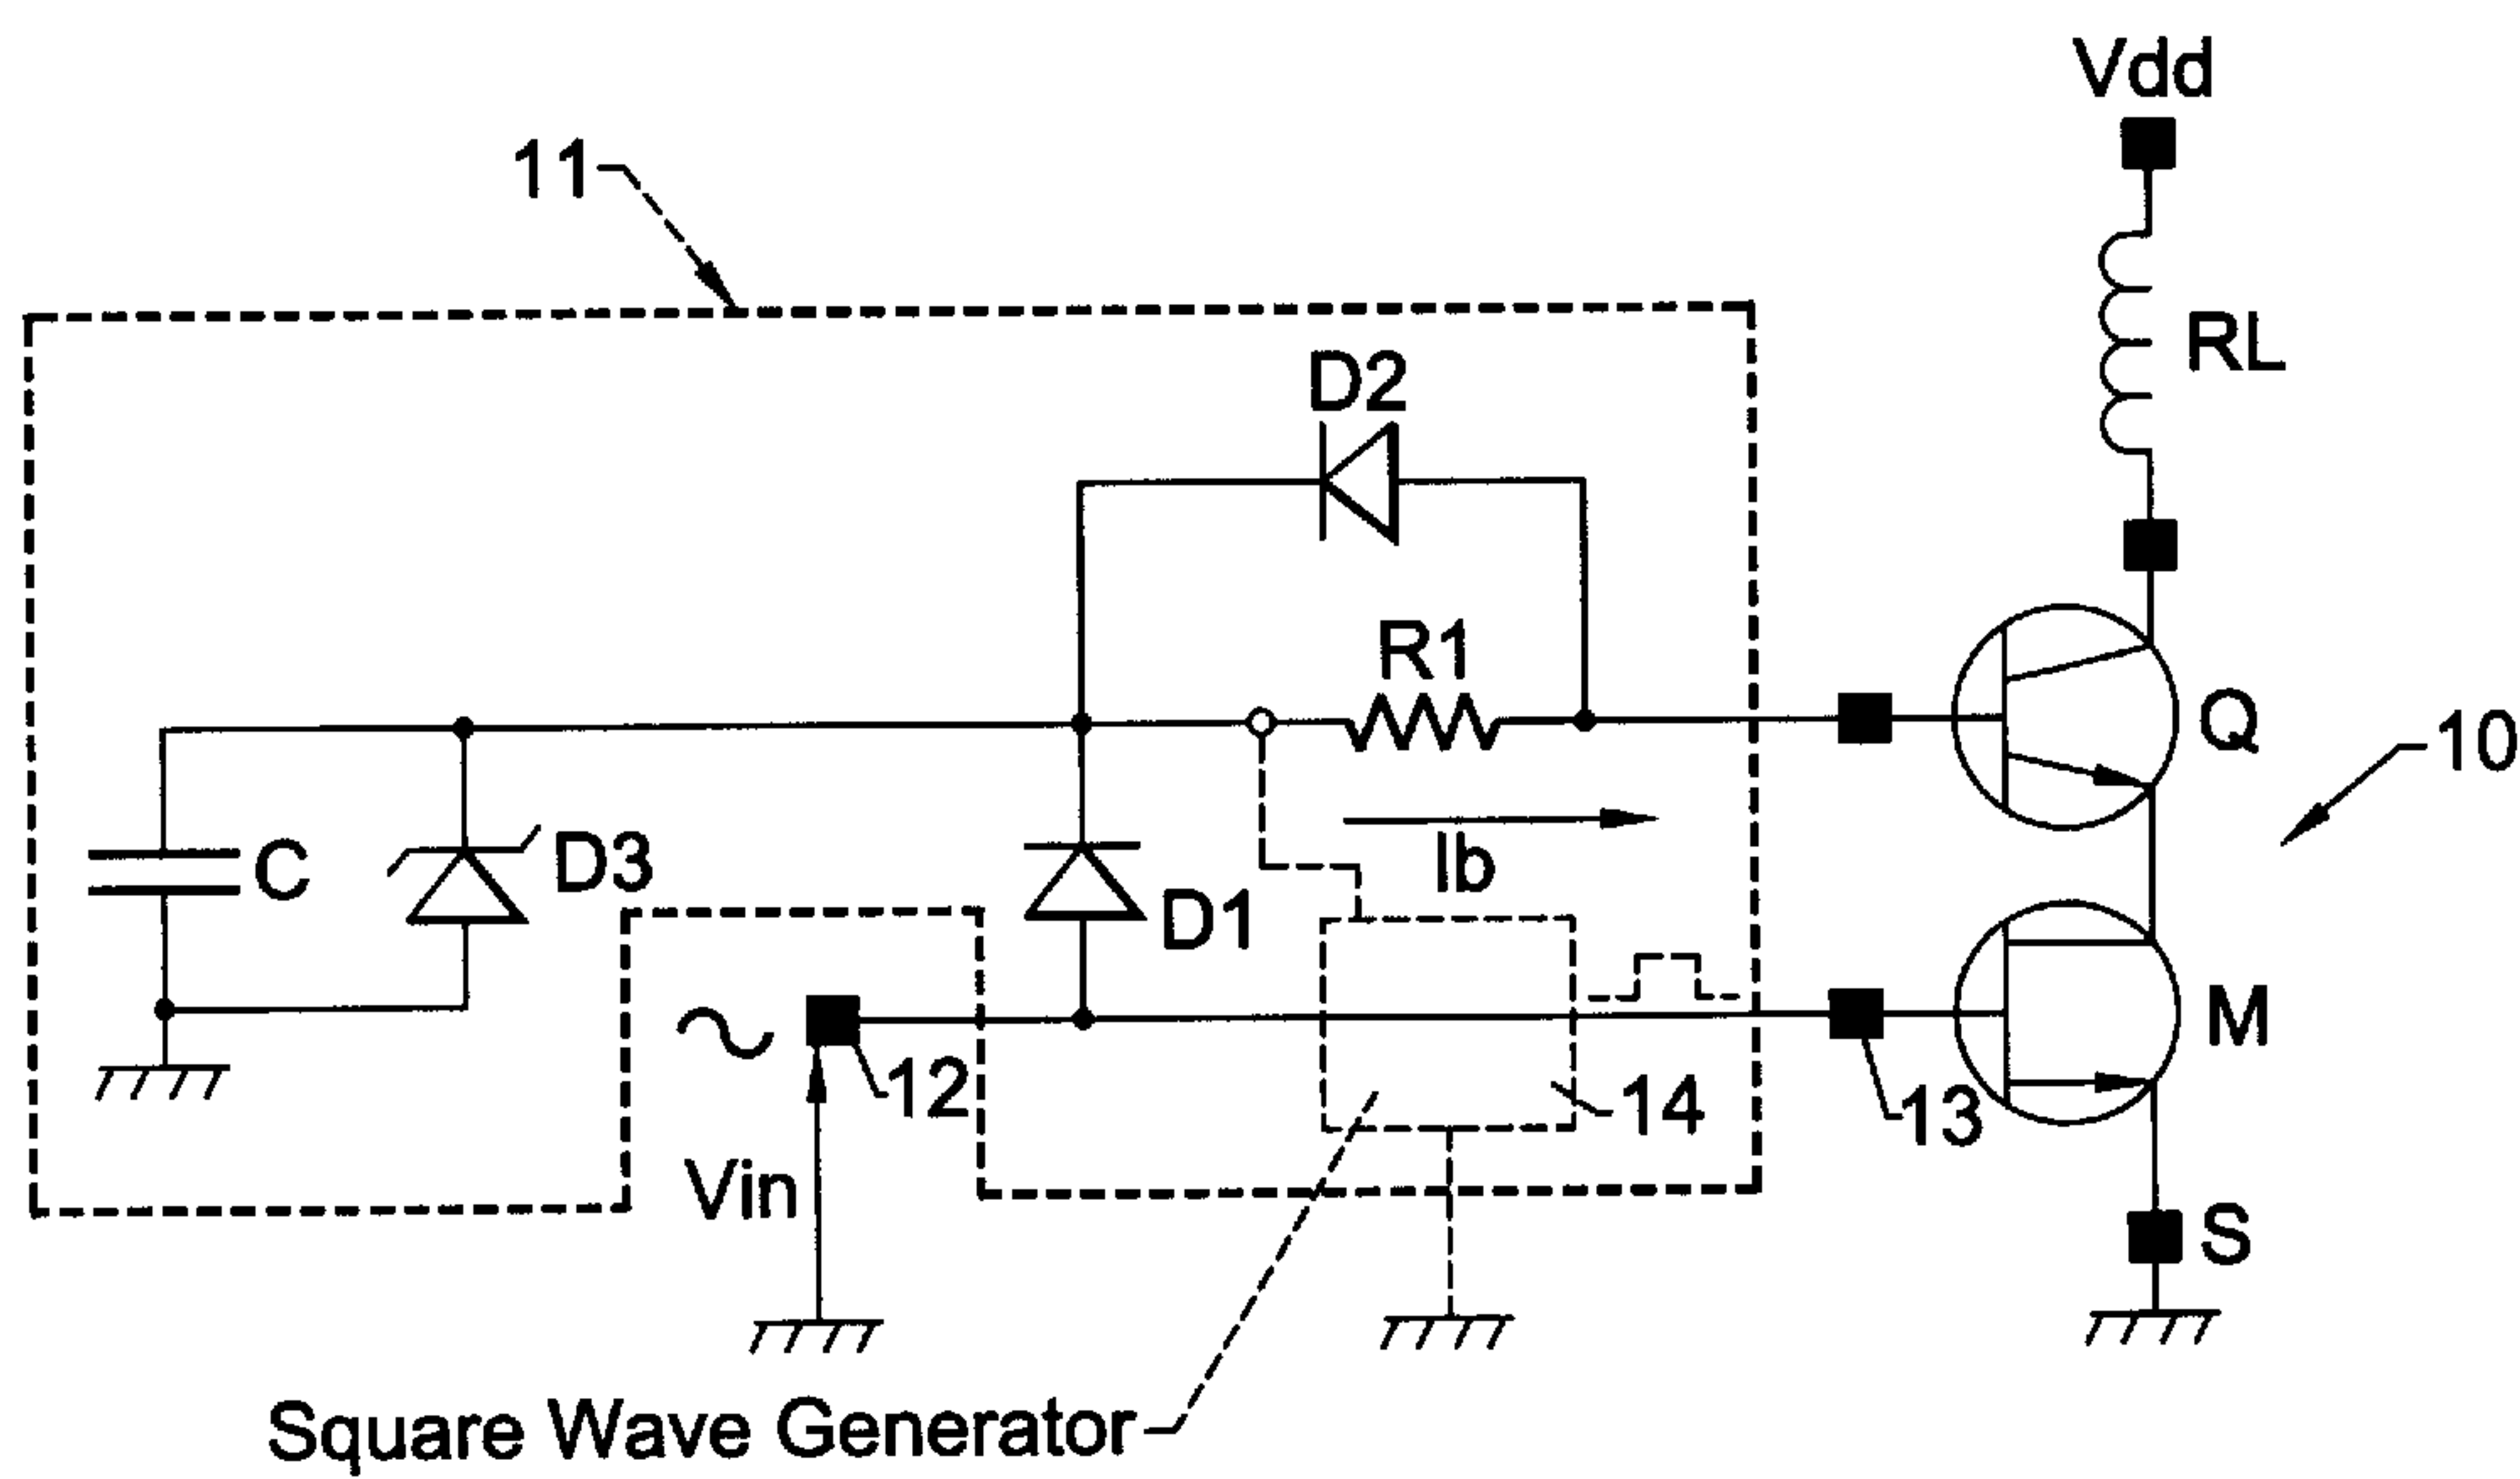 Vdd
11
RL
D2
R1
Q
10
C
D3
Ib
D1
M
12
14
13
Vin
S
Square Wave Generator